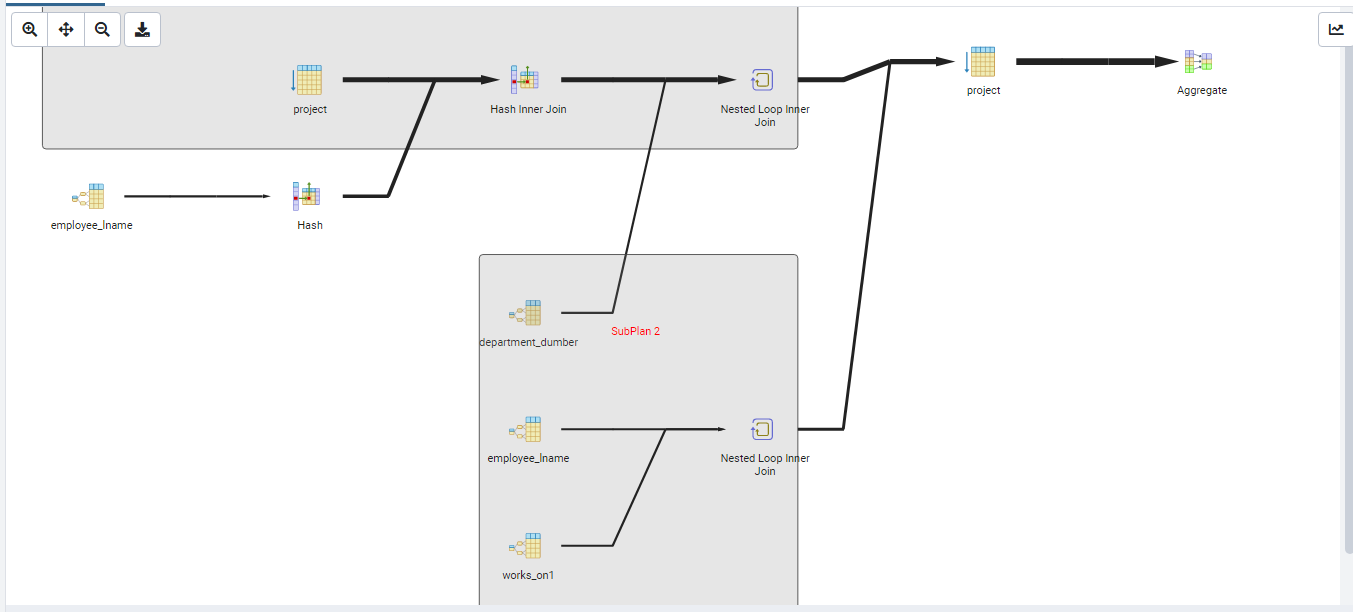 project
Hash Inner Join
Nested Loop Inner
Join
project
Aggregate
employee_lname
Hash
department_dumber
SubPlan 2
employee_lname
Nested Loop Inner
Join
works_on1